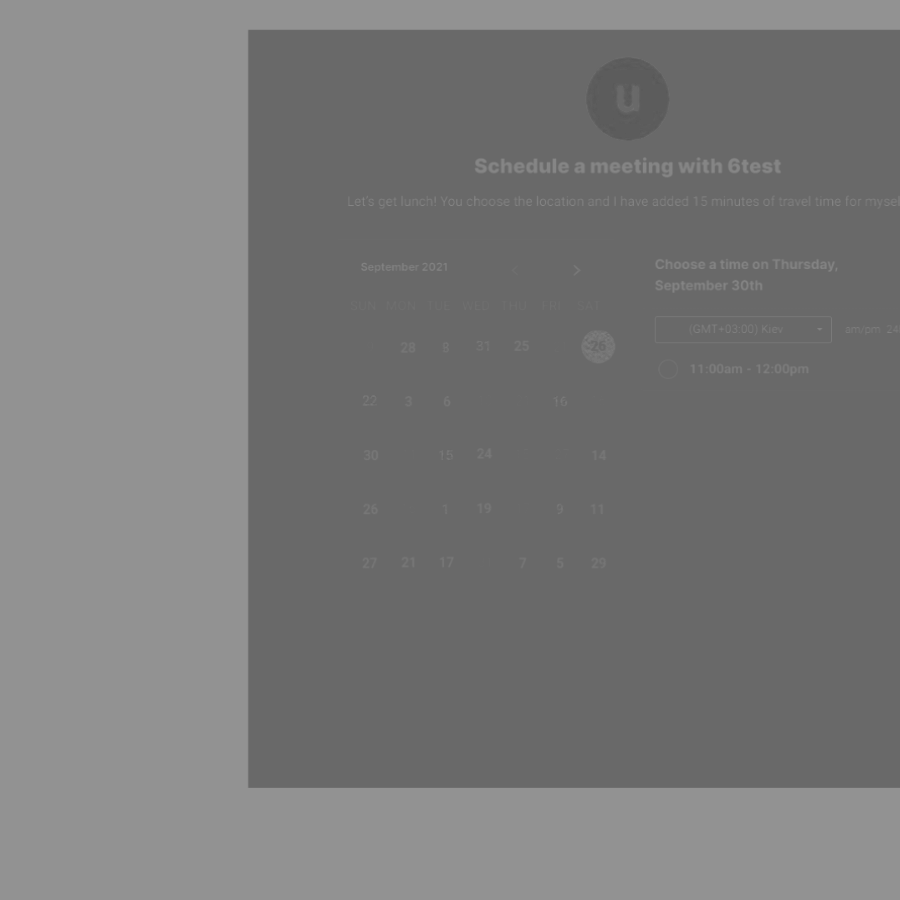 u
Schedule a meeting with 6test
Let's get lunch! You choose the location and I have added 15 minutes of travel time for
September 2021
Choose a time on Thursday,
September 30th
SUN MON TUE WED THU FRI SAT
(GMT+03:00) Kiev
am/pm
28 31 25 26
11:00am - 12:00pm
22 3 6 16
30 15 24 14
26 1 19 9 11
27 21 17 7 5 29